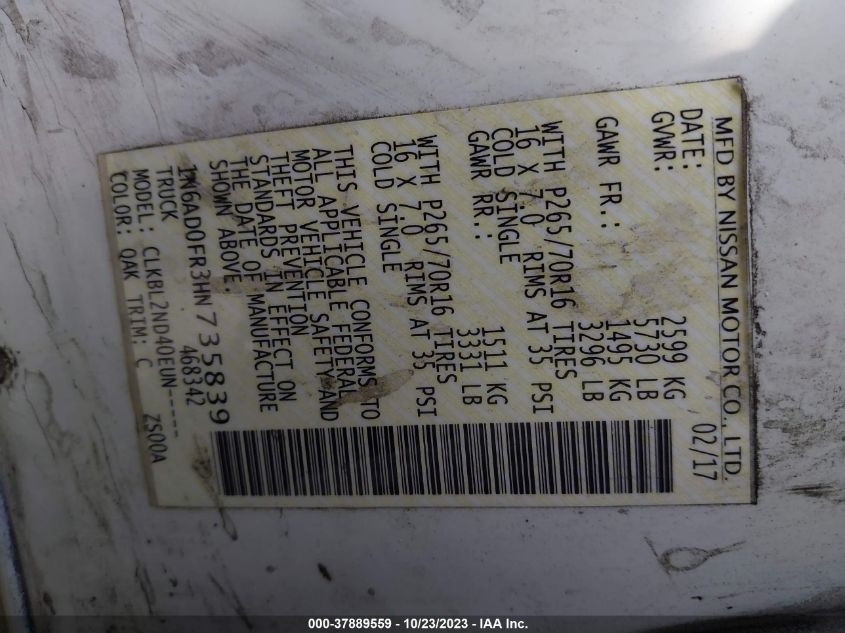 MFD BY NISSAN MOTOR CO., LTD.
DATE: 02/17
GVWR: 2599 KG
5730 LB
GAWR FR.: 1495 KG
3296 LB
WITH P265/70R16 TIRES
16 X 7.0 RIMS AT 35 PSI
COLD SINGLE
GAWR RR.: 1511 KG
3331 LB
WITH P265/70R16 TIRES
16 X 7.0 RIMS AT 35 PSI
COLD SINGLE
THIS VEHICLE CONFORMS TO
ALL APPLICABLE FEDERAL
MOTOR VEHICLE SAFETY AND
THEFT PREVENTION
STANDARDS IN EFFECT ON
THE DATE OF MANUFACTURE
SHOWN ABOVE.
1N6AD0FR3HN735839
TRUCK 468342
MODEL: CLKBL2ND40EUN-----
COLOR: QAK TRIM: C ZS00A
000-37889559 - 10/23/2023 - IAA Inc.